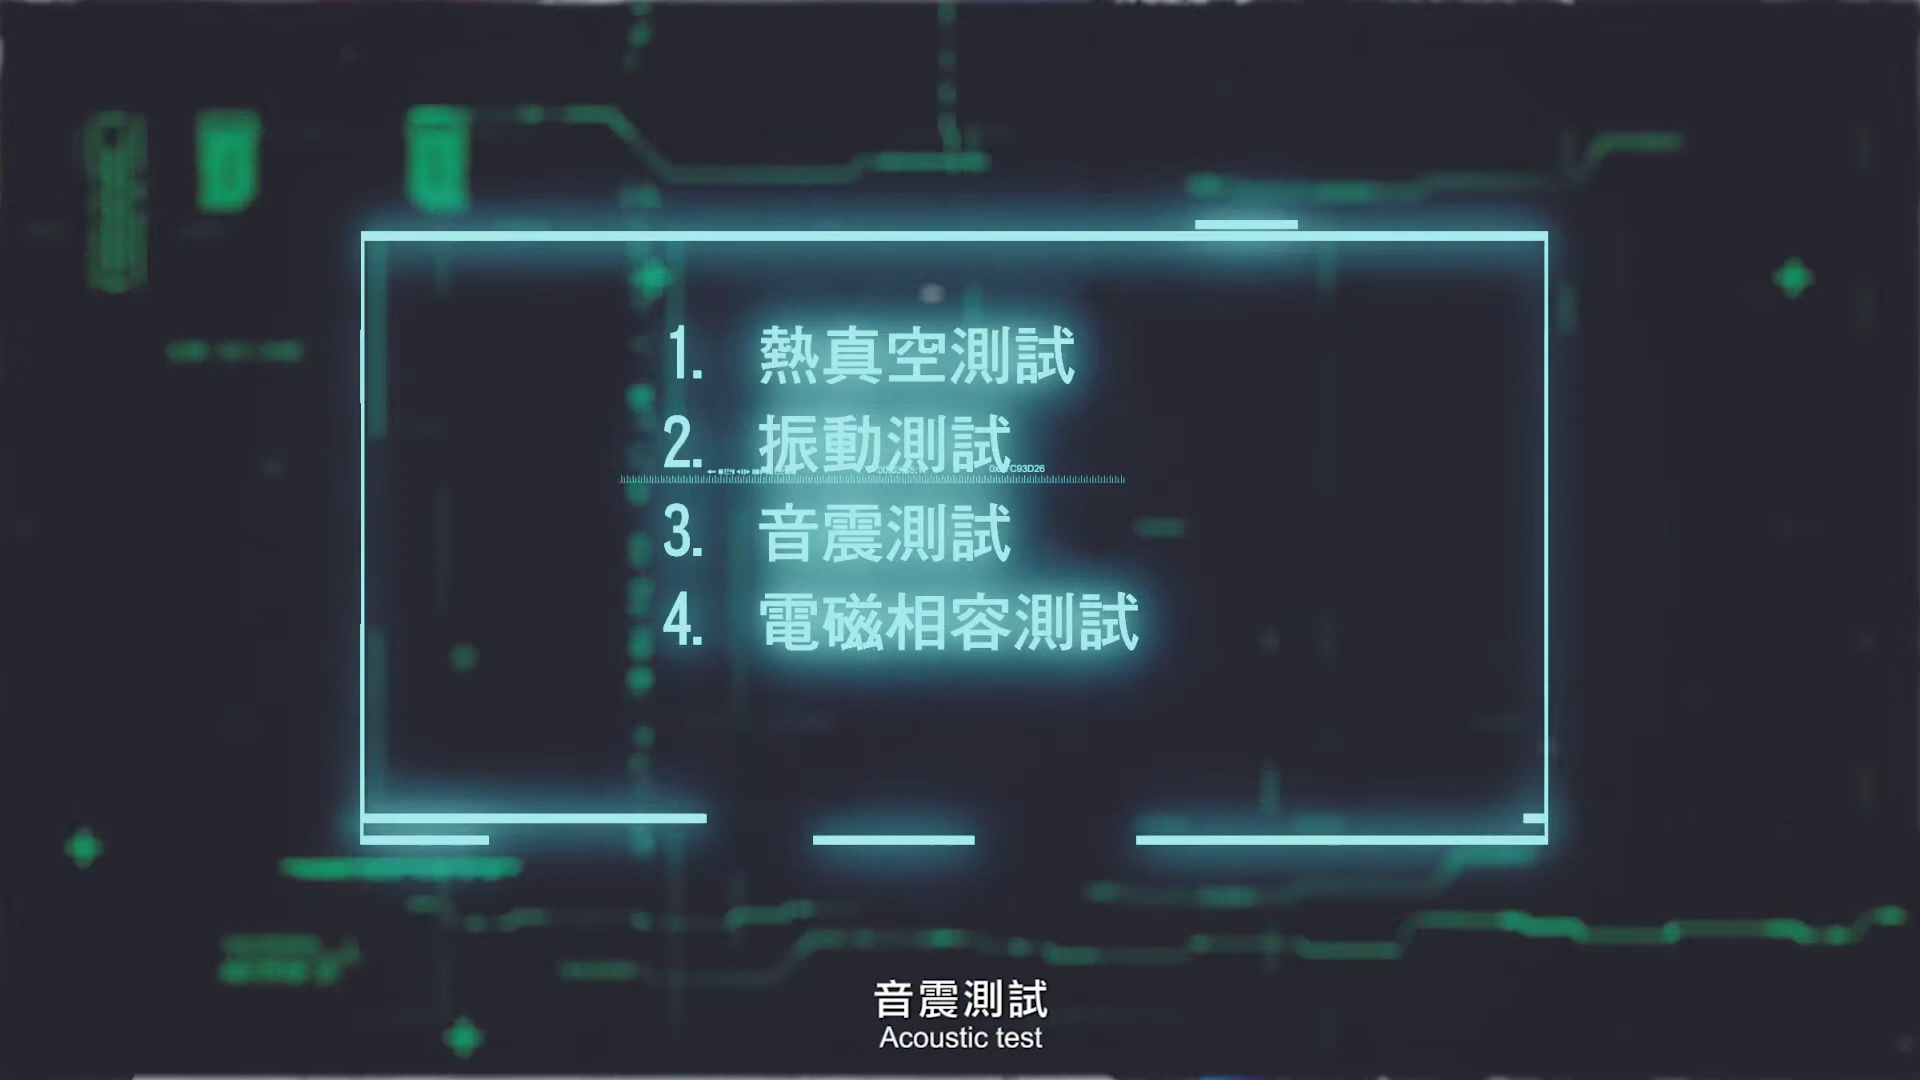 1. 熱真空測試
2. 振動測試
3. 音震測試
4. 電磁相容測試
音震測試
Acoustic test